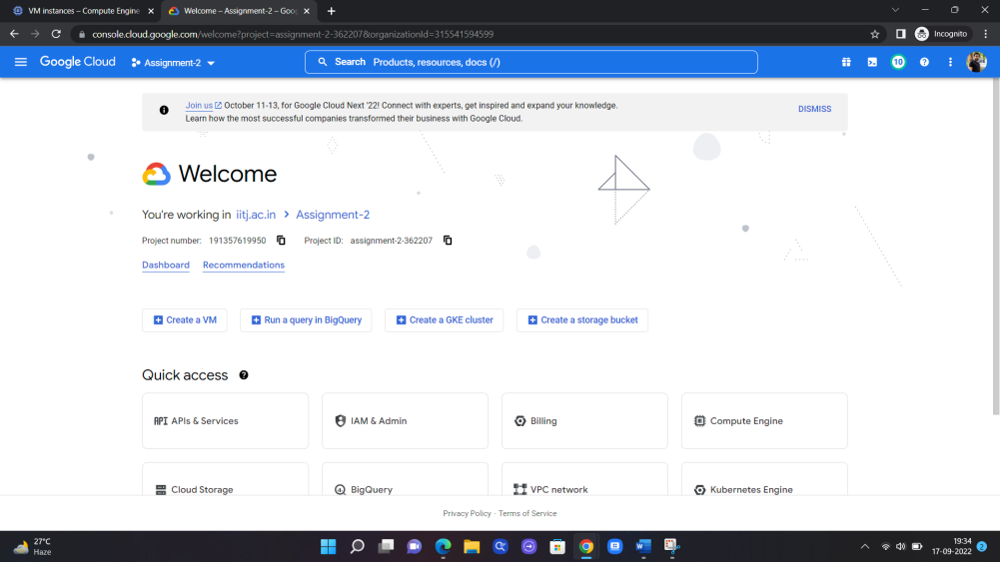 VM instances – Compute Engine
Welcome – Assignment-2 – Goo
console.cloud.google.com/welcome?project=assignment-2-362207&organizationId=315541594599
Incognito
Google Cloud
Assignment-2
Search Products, resources, docs (/)
10
Join us October 11-13, for Google Cloud Next '22! Connect with experts, get inspired and expand your knowledge.
Learn how the most successful companies transformed their business with Google Cloud.
DISMISS
Welcome
You're working in iitj.ac.in > Assignment-2
Project number: 191357619950 Project ID: assignment-2-362207
Dashboard Recommendations
Create a VM
Run a query in BigQuery
Create a GKE cluster
Create a storage bucket
Quick access
API APIs & Services
IAM & Admin
Billing
Compute Engine
Cloud Storage
BigQuery
VPC network
Kubernetes Engine
Privacy Policy · Terms of Service
27°C
Haze
19:34
17-09-2022
2